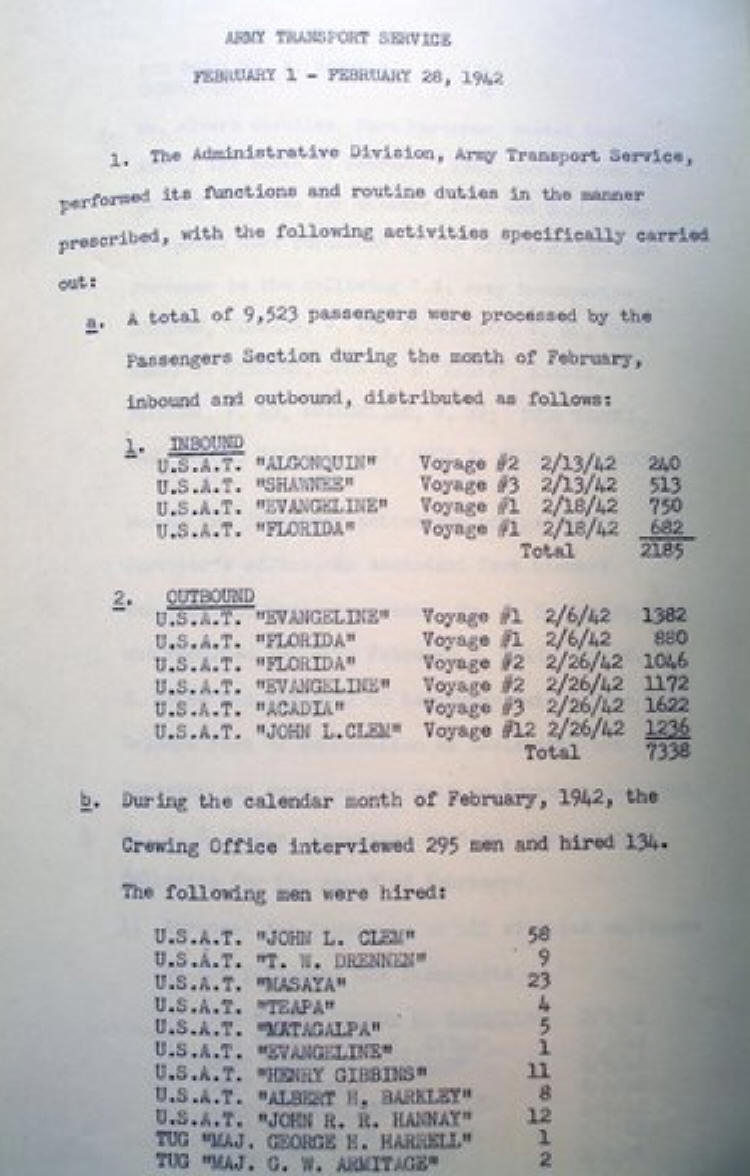 ARMY TRANSPORT SERVICE
FEBRUARY 1 - FEBRUARY 28, 1942
1. The Administrative Division, Army Transport Service,
performed its functions and routine duties in the manner
prescribed, with the following activities specifically carried
out:
a. A total of 9,523 passengers were processed by the
Passengers Section during the month of February,
inbound and outbound, distributed as follows:
1. INBOUND
U.S.A.T. "ALGONQUIN" Voyage #2 2/13/42 240
U.S.A.T. "SHAWNEE" Voyage #3 2/13/42 513
U.S.A.T. "EVANGELINE" Voyage #1 2/18/42 750
U.S.A.T. "FLORIDA" Voyage #1 2/18/42 682
Total 2185
2. OUTBOUND
U.S.A.T. "EVANGELINE" Voyage #1 2/6/42 1382
U.S.A.T. "FLORIDA" Voyage #1 2/6/42 880
U.S.A.T. "FLORIDA" Voyage #2 2/26/42 1046
U.S.A.T. "EVANGELINE" Voyage #2 2/26/42 1172
U.S.A.T. "ACADIA" Voyage #3 2/26/42 1622
U.S.A.T. "JOHN L.CLEM" Voyage #12 2/26/42 1236
Total 7338
b. During the calendar month of February, 1942, the
Crewing Office interviewed 295 men and hired 134.
The following men were hired:
U.S.A.T. "JOHN L. CLEM" 58
U.S.A.T. "T. W. DRENNEN" 9
U.S.A.T. "MASAYA" 23
U.S.A.T. "TEAPA" 4
U.S.A.T. "MATAGALPA" 5
U.S.A.T. "EVANGELINE" 1
U.S.A.T. "HENRY GIBBINS" 11
U.S.A.T. "ALBERT H. BARKLEY" 8
U.S.A.T. "JOHN R. R. HANNAY" 12
TUG "MAJ. GEORGE H. HARRELL" 1
TUG "MAJ. G. W. ARMITAGE" 2